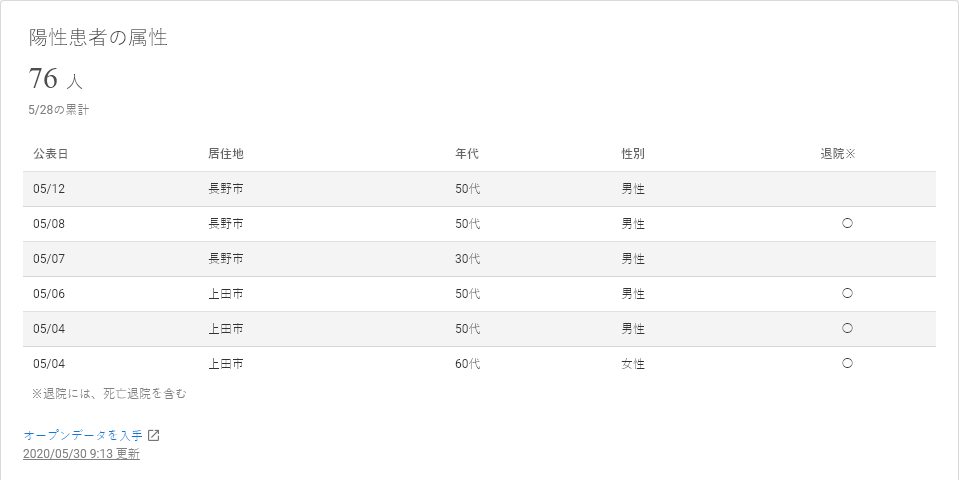 陽性患者の属性
76 人
5/28の累計
公表日 居住地 年代 性別 退院※
05/12 長野市 50代 男性
05/08 長野市 50代 男性 〇
05/07 長野市 30代 男性
05/06 上田市 50代 男性 〇
05/04 上田市 50代 男性 〇
05/04 上田市 60代 女性 〇
※退院には、死亡退院を含む
オープンデータを入手
2020/05/30 9:13 更新